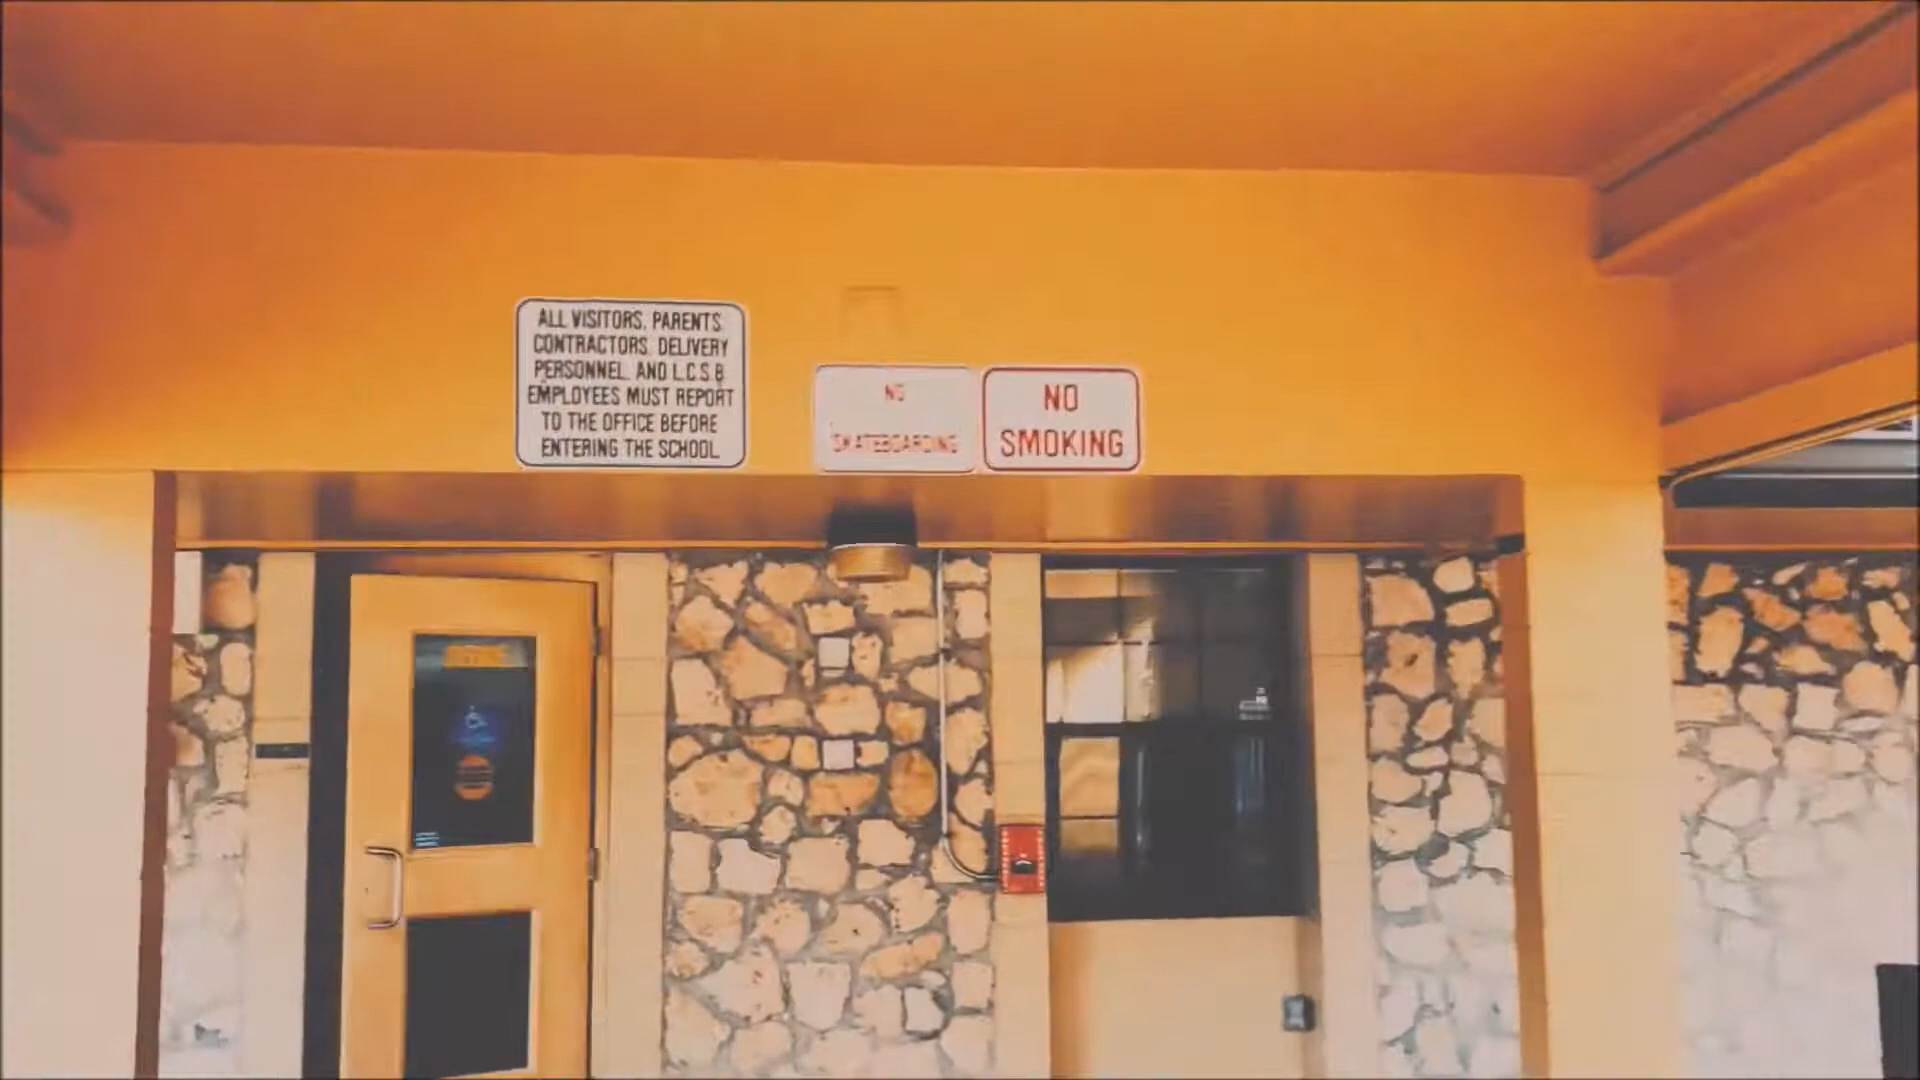 ALL VISITORS, PARENTS,
CONTRACTORS, DELIVERY
PERSONNEL, AND L.C.S.B.
EMPLOYEES MUST REPORT
TO THE OFFICE BEFORE
ENTERING THE SCHOOL
NO
SKATEBOARDING
NO
SMOKING